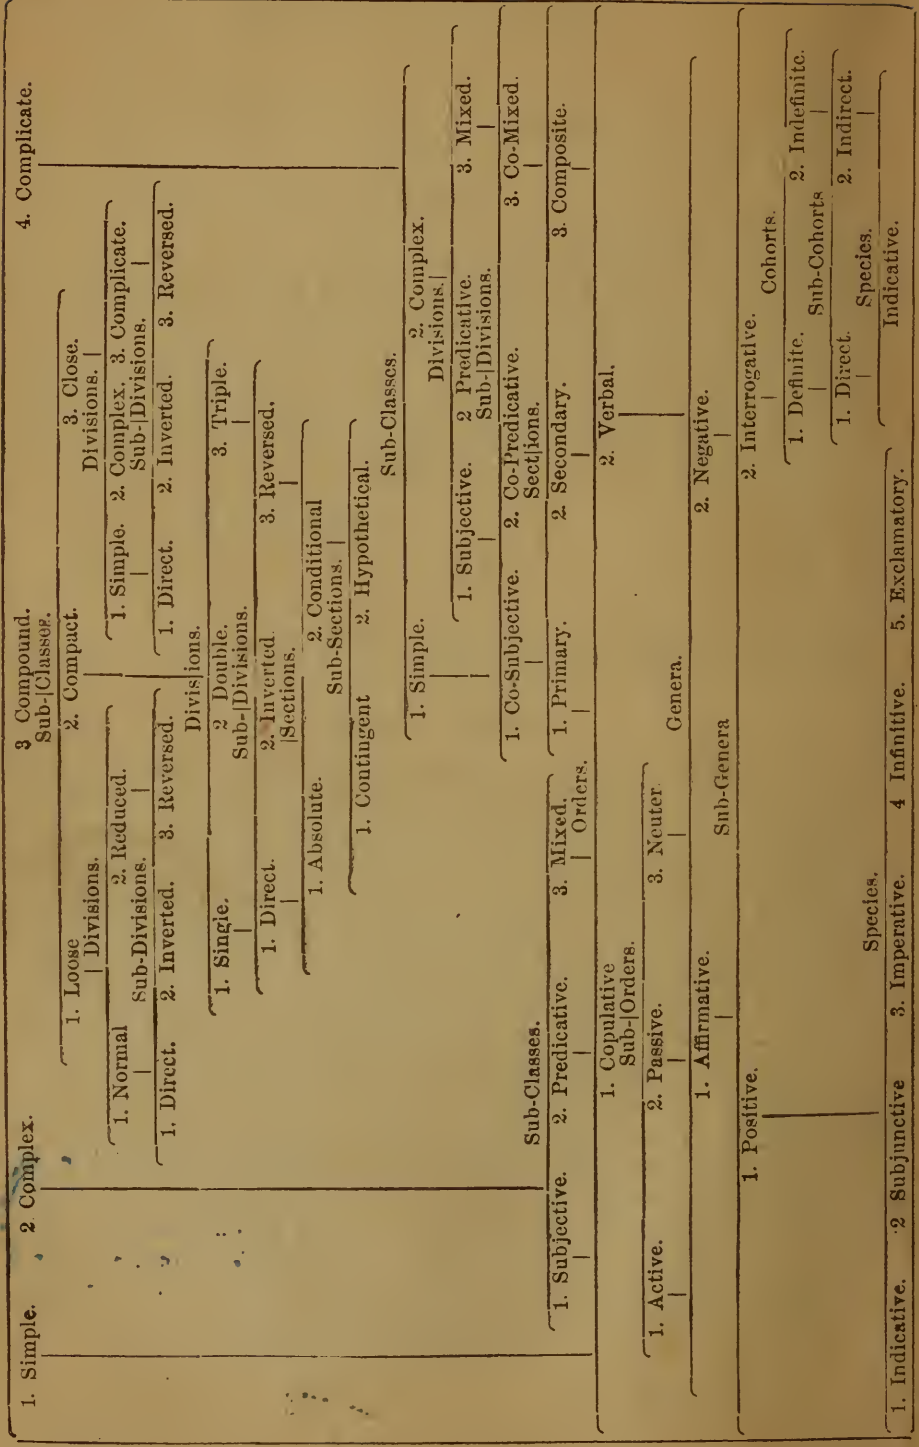 1. Simple. 2 Complex. 3 Compound. 4. Complicate.
Sub-|Classes.
1. Loose 2. Compact. 3. Close.
| Divisions. Divisions. |
1. Normal 2. Reduced. 1. Simple. 2. Complex. 3. Complicate.
Sub-Divisions. Sub-|Divisions.
1. Direct. 2. Inverted. 3. Reversed. 1. Direct. 2. Inverted. 3. Reversed.
Divisions.
1. Single. 2 Double. 3. Triple.
Sub-|Divisions.
1. Direct. 2. Inverted. 3. Reversed.
|Sections.
1. Absolute. 2. Conditional
Sub-Sections. |
1. Contingent 2. Hypothetical.
Sub-Classes.
1. Simple. 2. Complex.
Divisions.|
1. Subjective. 2 Predicative. 3. Mixed.
Sub-|Divisions.
1. Co-Subjective. 2. Co-Predicative. 3. Co-Mixed.
Sub-Classes. Sect|ions.
1. Subjective. 2. Predicative. 3. Mixed. 1. Primary. 2. Secondary. 3. Composite.
Orders.
1. Copulative 2. Verbal.
Sub-|Orders.
1. Active. 2. Passive. 3. Neuter.
Genera.
1. Affirmative. 2. Negative.
Sub-Genera
1. Positive. 2. Interrogative.
Cohorts.
1. Definite. 2. Indefinite.
Sub-Cohorts
1. Direct. 2. Indirect.
Species. Species.
1. Indicative. 2 Subjunctive 3. Imperative. 4 Infinitive. 5. Exclamatory. Indicative.